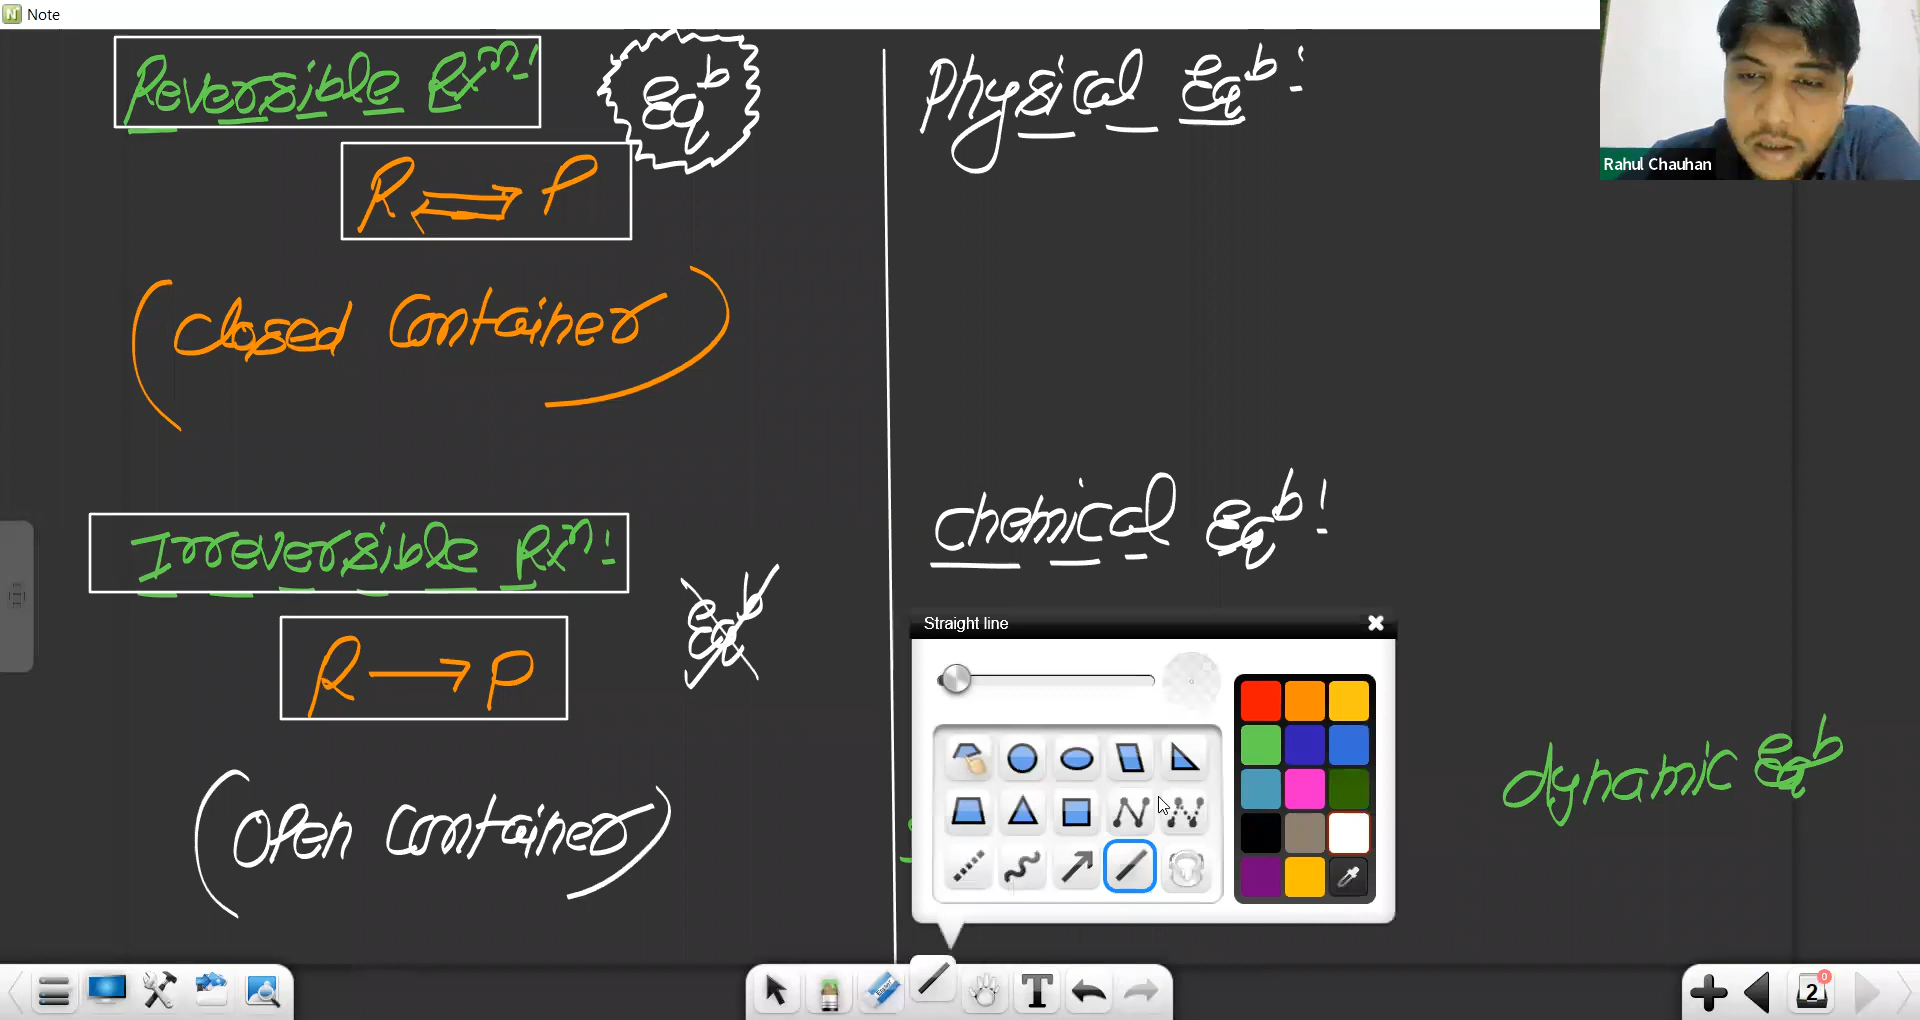 Note
Reversible Rxⁿ:
Eqᵇ
R ⇌ P
(Closed Container)
Irreversible Rxⁿ:
Eqᵇ
R → P
(Open Container)
Physical Eqᵇ:
Chemical Eqᵇ:
dynamic Eqᵇ
Rahul Chauhan
Straight line
T
2
0